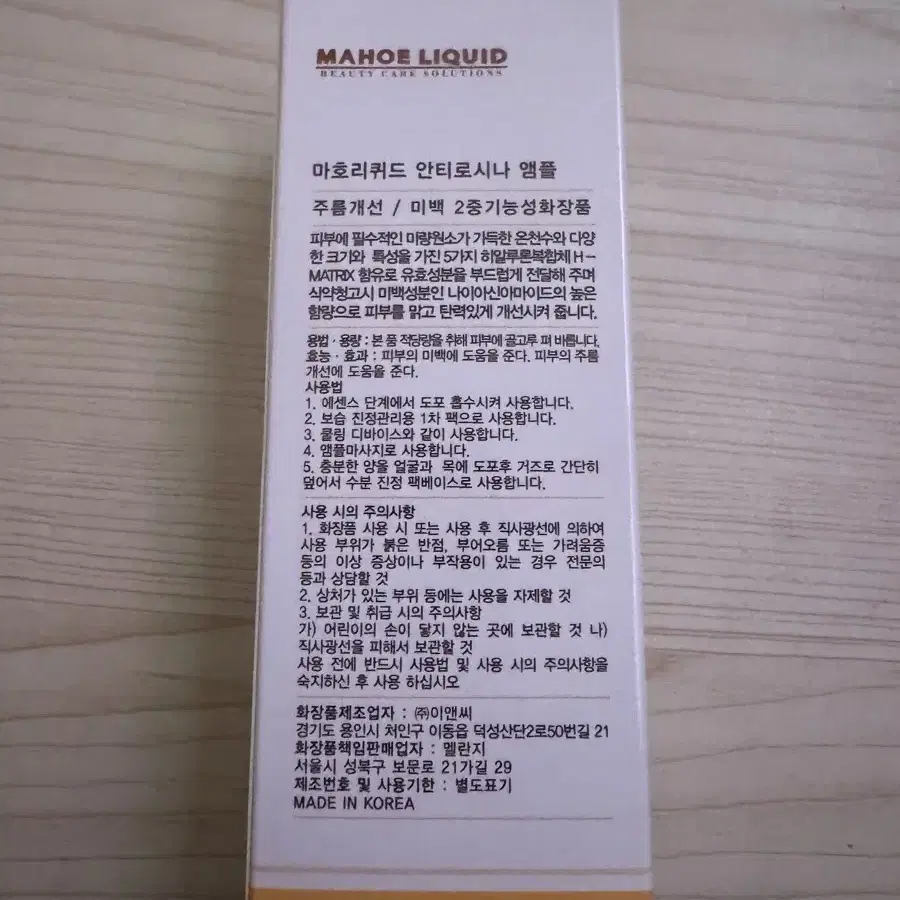 MAHOE LIQUID
BEAUTY CARE SOLUTIONS
마호리퀴드 안티로시나 앰플
주름개선 / 미백 2중기능성화장품
피부에 필수적인 미량원소가 가득한 온천수와 다양
한 크기와 특성을 가진 5가지 히알루론복합체 H-
MATRIX 함유로 유효성분을 부드럽게 전달해 주며
식약청고시 미백성분인 나이아신아마이드의 높은
함량으로 피부를 맑고 탄력있게 개선시켜 줍니다.
용법·용량 : 본 품 적당량을 취해 피부에 골고루 펴 바릅니다.
효능·효과 : 피부의 미백에 도움을 준다. 피부의 주름
개선에 도움을 준다.
사용법
1. 에센스 단계에서 도포 흡수시켜 사용합니다.
2. 보습 진정관리용 1차 팩으로 사용합니다.
3. 쿨링 디바이스와 같이 사용합니다.
4. 앰플마사지로 사용합니다.
5. 충분한 양을 얼굴과 목에 도포후 거즈로 간단히
덮어서 수분 진정 팩베이스로 사용합니다.
사용 시의 주의사항
1. 화장품 사용 시 또는 사용 후 직사광선에 의하여
사용 부위가 붉은 반점, 부어오름 또는 가려움증
등의 이상 증상이나 부작용이 있는 경우 전문의
등과 상담할 것
2. 상처가 있는 부위 등에는 사용을 자제할 것
3. 보관 및 취급 시의 주의사항
가) 어린이의 손이 닿지 않는 곳에 보관할 것 나)
직사광선을 피해서 보관할 것
사용 전에 반드시 사용법 및 사용 시의 주의사항을
숙지하신 후 사용 하십시오
화장품제조업자 : ㈜이앤씨
경기도 용인시 처인구 이동읍 덕성산단2로50번길 21
화장품책임판매업자 : 멜란지
서울시 성북구 보문로 21가길 29
제조번호 및 사용기한 : 별도표기
MADE IN KOREA